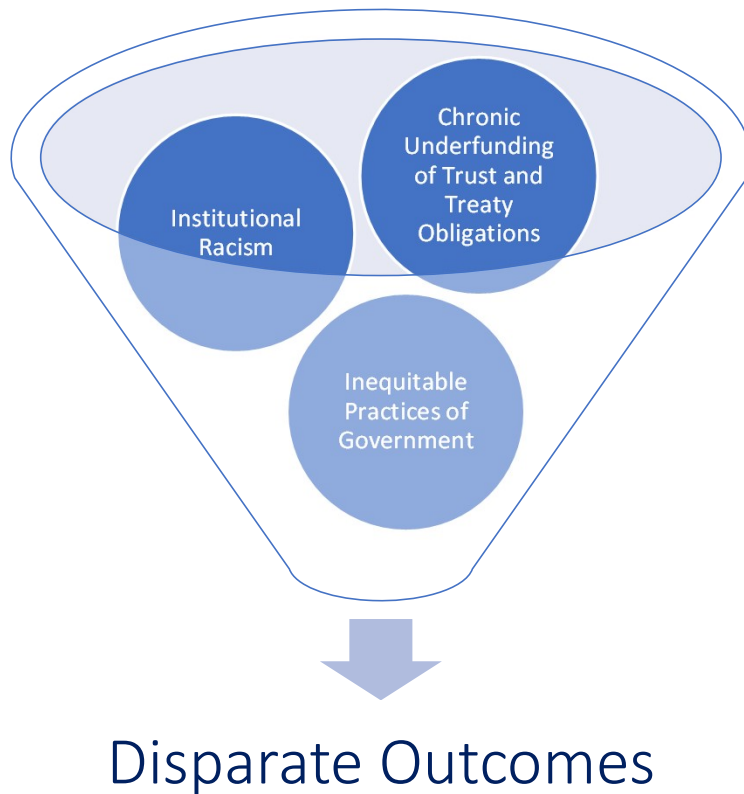 Chronic
Underfunding
of Trust and
Treaty
Obligations
Institutional
Racism
Inequitable
Practices of
Government
Disparate Outcomes